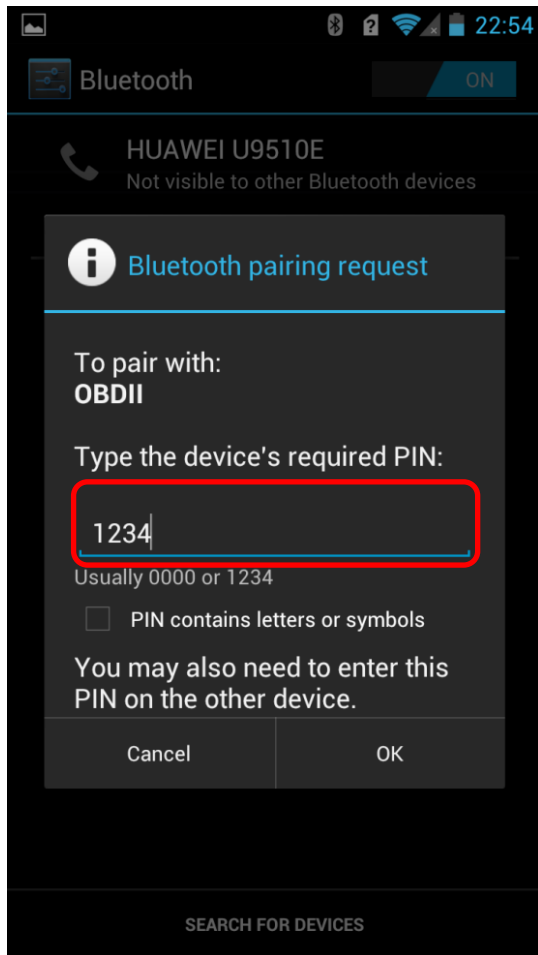 22:54
Bluetooth
ON
HUAWEI U9510E
Not visible to other Bluetooth devices
Bluetooth pairing request
To pair with:
OBDII
Type the device's required PIN:
1234
Usually 0000 or 1234
PIN contains letters or symbols
You may also need to enter this
PIN on the other device.
Cancel
OK
SEARCH FOR DEVICES